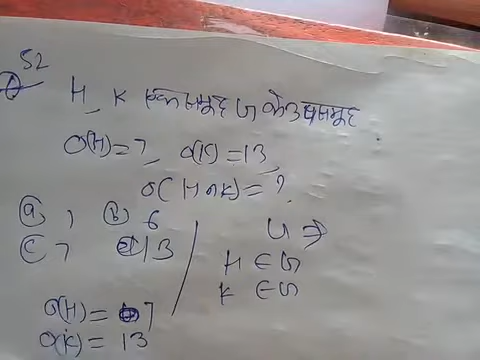 52
H, K एक समूह G के उपसमूह
O(H)=7, O(K)=13,
O(H∩K)=?
(a) 1 (b) 6
(c) 7 (d) 13
G ⇒
H ∈ G
K ∈ G
O(H) = 7
O(K) = 13